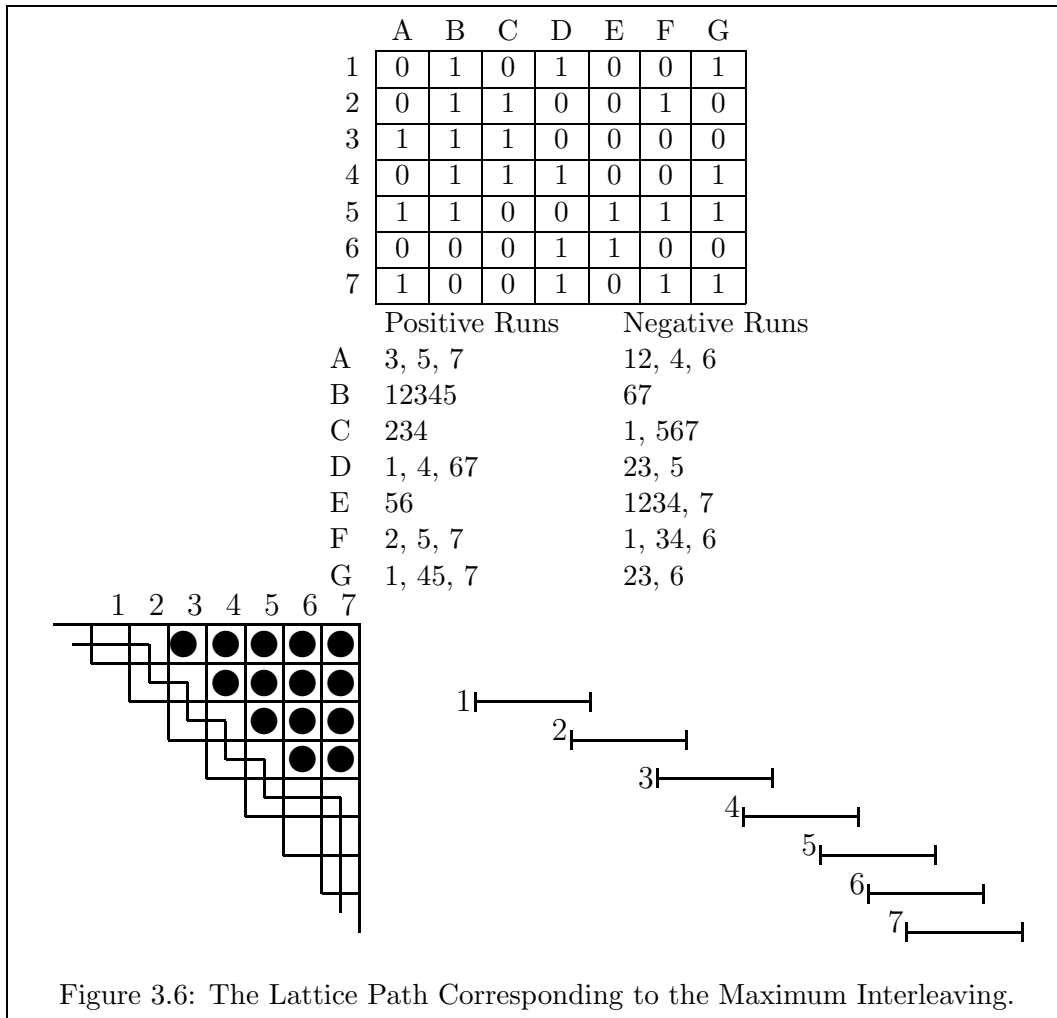 A B C D E F G
1 0 1 0 1 0 0 1
2 0 1 1 0 0 1 0
3 1 1 1 0 0 0 0
4 0 1 1 1 0 0 1
5 1 1 0 0 1 1 1
6 0 0 0 1 1 0 0
7 1 0 0 1 0 1 1
Positive Runs Negative Runs
A 3, 5, 7 12, 4, 6
B 12345 67
C 234 1, 567
D 1, 4, 67 23, 5
E 56 1234, 7
F 2, 5, 7 1, 34, 6
G 1, 45, 7 23, 6
1 2 3 4 5 6 7
1
2
3
4
5
6
7
Figure 3.6: The Lattice Path Corresponding to the Maximum Interleaving.